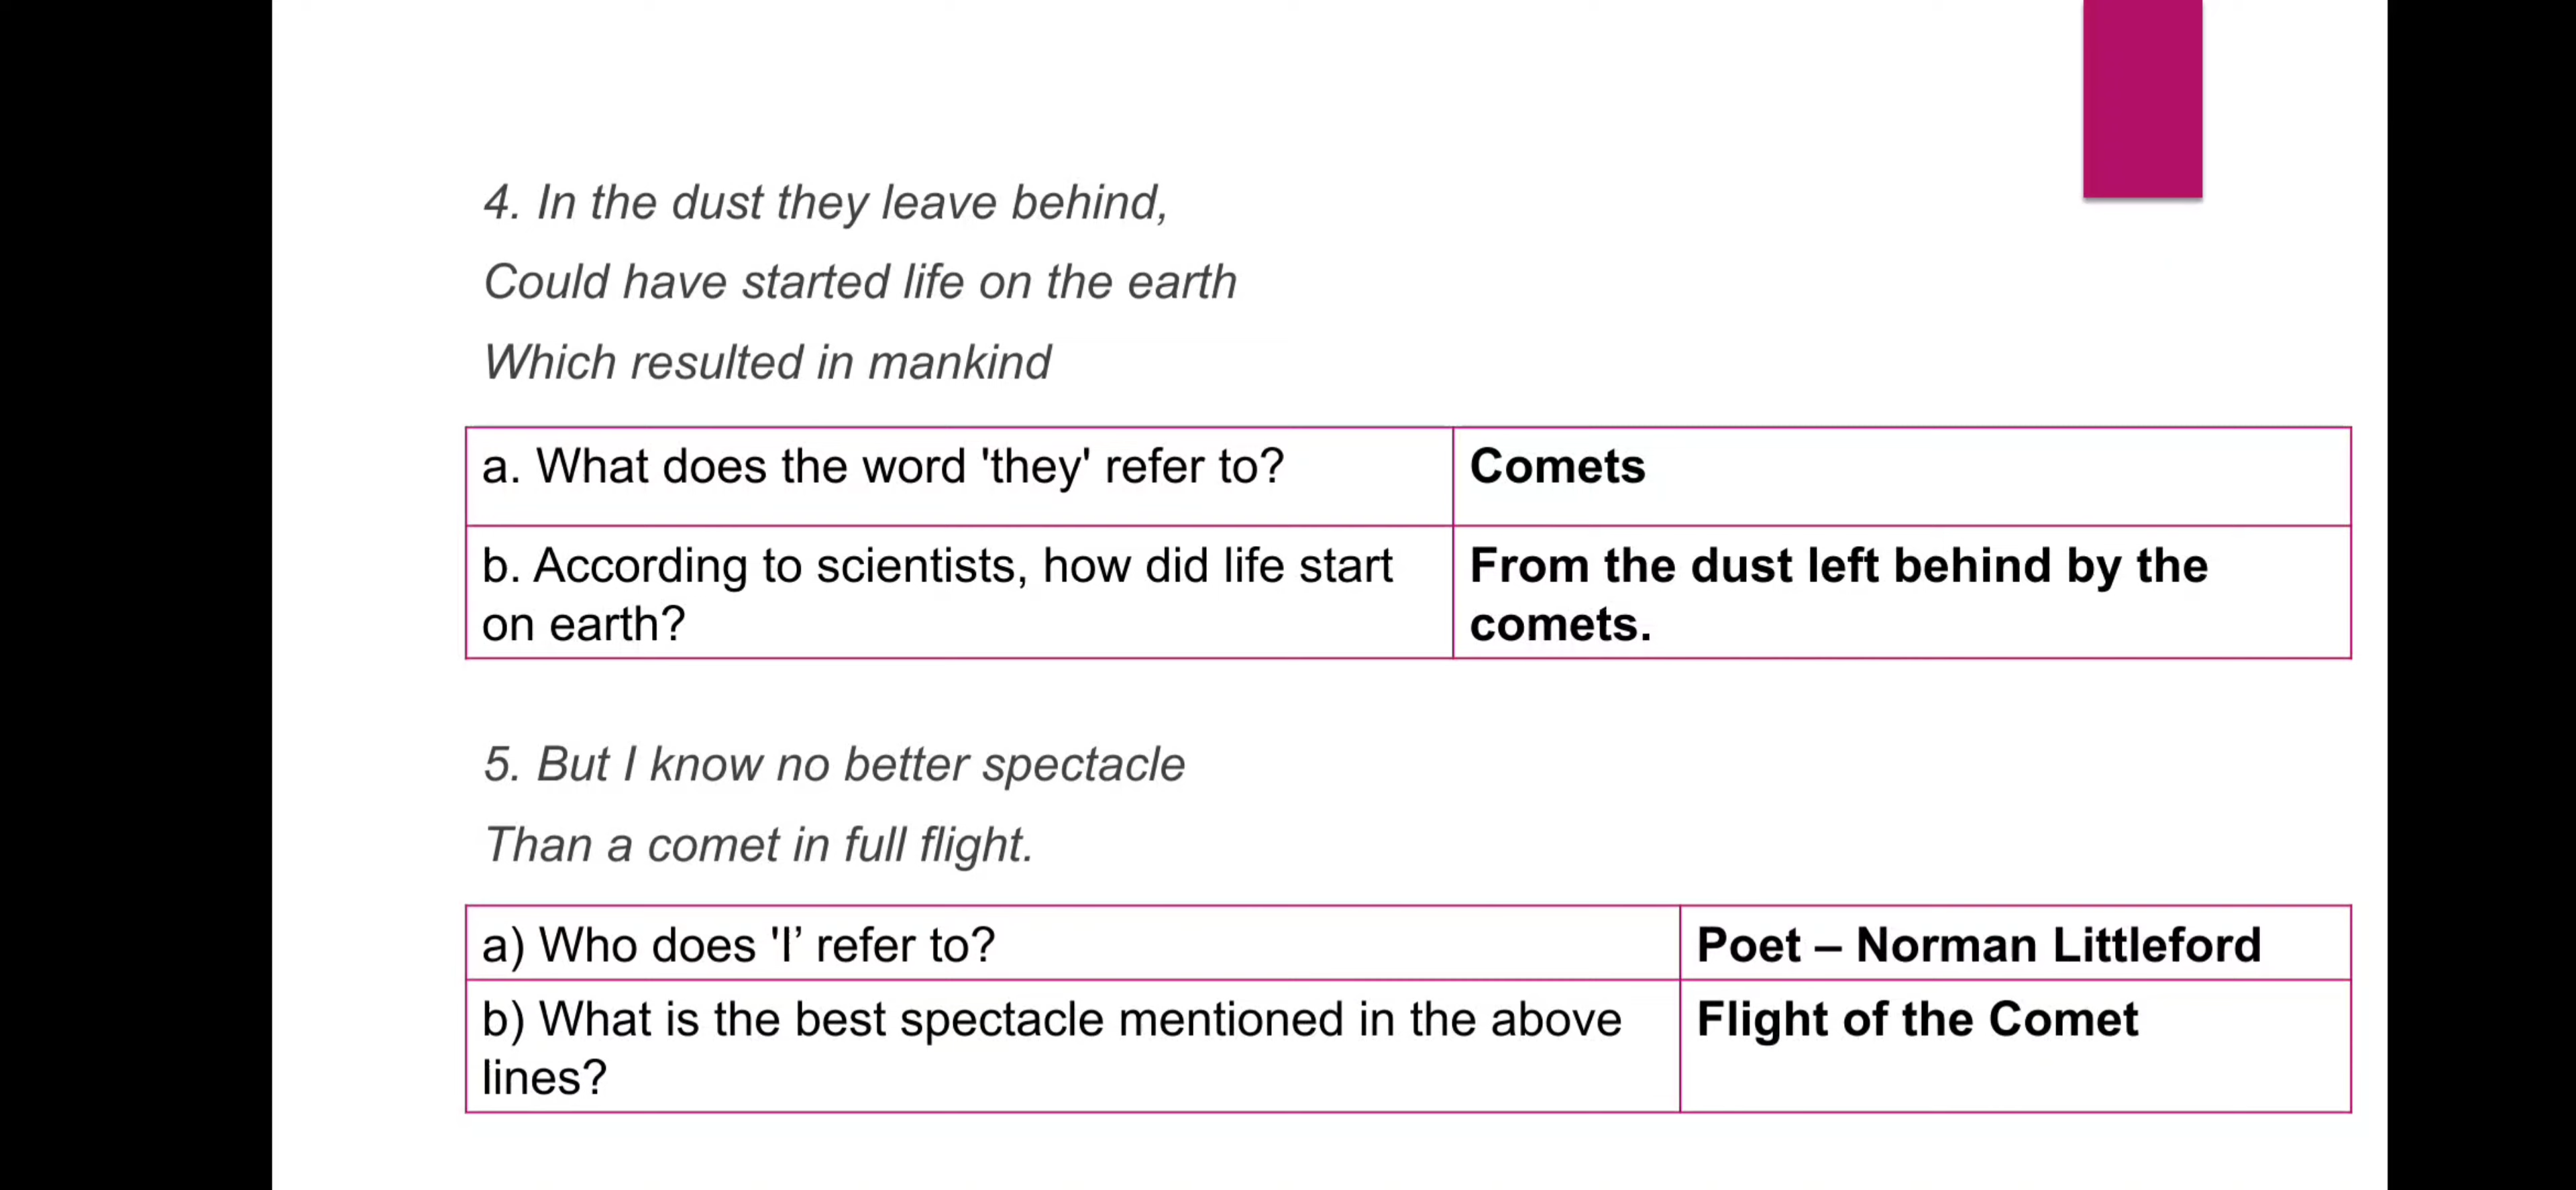 4. In the dust they leave behind,
Could have started life on the earth
Which resulted in mankind
a. What does the word 'they' refer to?
Comets
b. According to scientists, how did life start
on earth?
From the dust left behind by the
comets.
5. But I know no better spectacle
Than a comet in full flight.
a) Who does 'I’ refer to?
Poet – Norman Littleford
b) What is the best spectacle mentioned in the above
lines?
Flight of the Comet